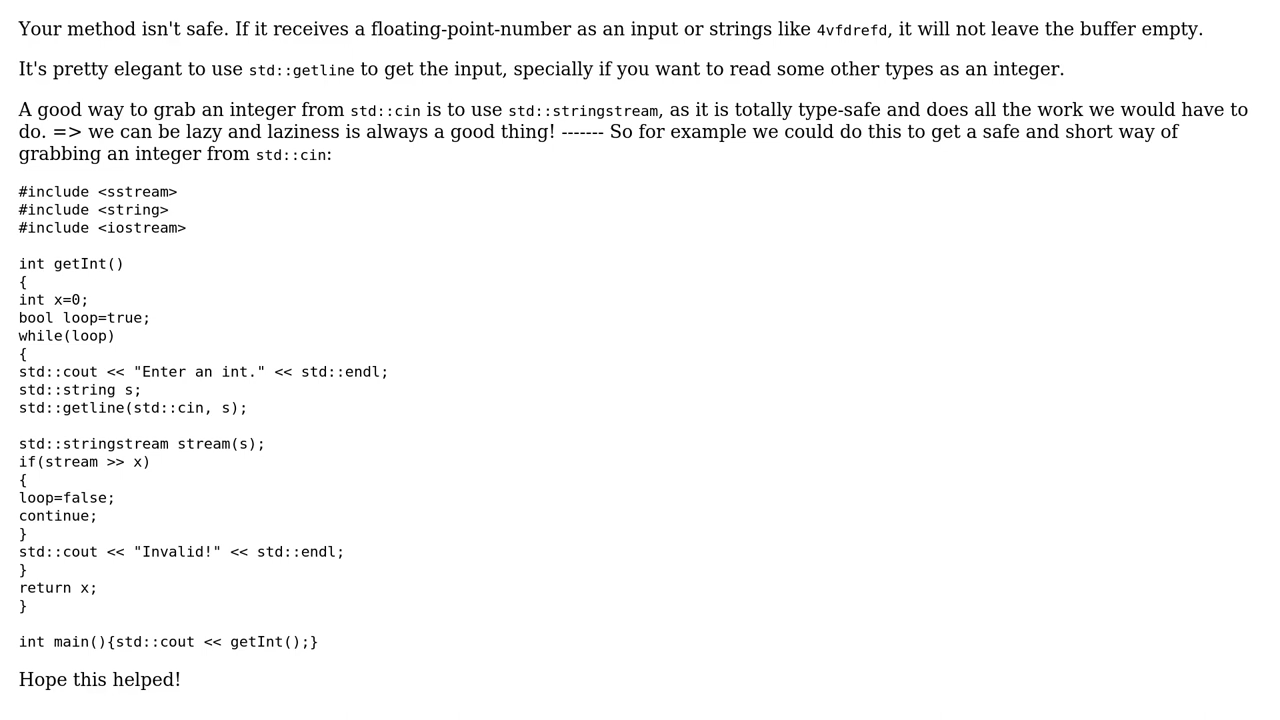 Your method isn't safe. If it receives a floating-point-number as an input or strings like 4vfdrefd, it will not leave the buffer empty.
It's pretty elegant to use std::getline to get the input, specially if you want to read some other types as an integer.
A good way to grab an integer from std::cin is to use std::stringstream, as it is totally type-safe and does all the work we would have to
do. => we can be lazy and laziness is always a good thing! ------- So for example we could do this to get a safe and short way of
grabbing an integer from std::cin:
#include <sstream>
#include <string>
#include <iostream>
int getInt()
{
int x=0;
bool loop=true;
while(loop)
{
std::cout << "Enter an int." << std::endl;
std::string s;
std::getline(std::cin, s);
std::stringstream stream(s);
if(stream >> x)
{
loop=false;
continue;
}
std::cout << "Invalid!" << std::endl;
}
return x;
}
int main(){std::cout << getInt();}
Hope this helped!